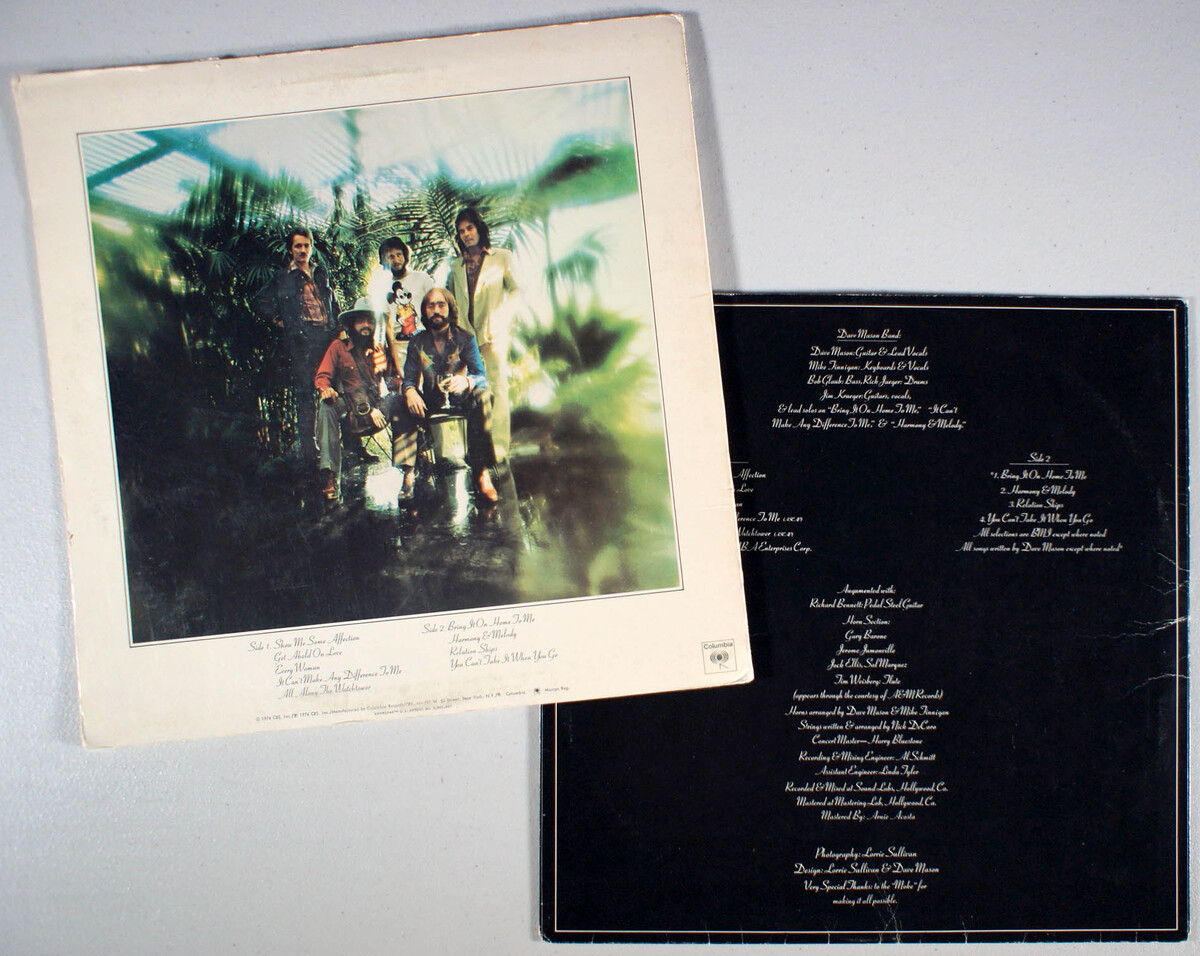 Side 1. Show Me Some Affection
Get Ahold On Love
Every Woman
It Can't Make Any Difference To Me
All Along The Watchtower
Side 2. Bring It On Home To Me
Harmony & Melody
Relation Ships
You Can't Take It When You Go
Columbia
Dave Mason Band:
Dave Mason: Guitar & Lead Vocals
Mike Finnigan: Keyboards & Vocals
Bob Glaub: Bass, Rick Jaeger: Drums
Jim Krueger: Guitars, vocals,
& lead solos on "Bring It On Home To Me," "It Can't
Make Any Difference To Me," & "Harmony & Melody."
Affection
Love
an
erence To Me
Watchtower
BA Enterprises Corp.
Side 2
*1. Bring It On Home To Me
2. Harmony & Melody
3. Relation Ships
4. You Can't Take It When You Go
All selections are BMI except where noted
All songs written by Dave Mason except where noted*
Augmented with:
Richard Bennett: Pedal Steel Guitar
Horn Section:
Gary Barone
Jerome Jumonville
Jock Ellis, Sal Marquez
Tim Weisberg: Flute
(appears through the courtesy of A&M Records)
Horns arranged by Dave Mason & Mike Finnigan
Strings written & arranged by Nick DeCaro
Concert Master—Harry Bluestone
Recording & Mixing Engineer: Al Schmitt
Assistant Engineer: Linda Tyler
Recorded & Mixed at Sound Labs, Hollywood, Ca.
Mastered at Mastering Lab, Hollywood, Ca.
Mastered By: Arnie Acosta
Photography: Lorrie Sullivan
Design: Lorrie Sullivan & Dave Mason
Very Special Thanks: to the "Moke" for
making it all possible.